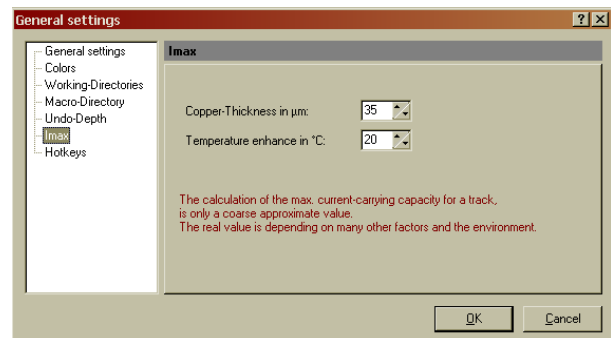 General settings
General settings
Colors
Working-Directories
Macro-Directory
Undo-Depth
Imax
Hotkeys
Imax
Copper-Thickness in µm: 35
Temperature enhance in °C: 20
The calculation of the max. current-carrying capacity for a track,
is only a coarse approximate value.
The real value is depending on many other factors and the environment.
OK Cancel